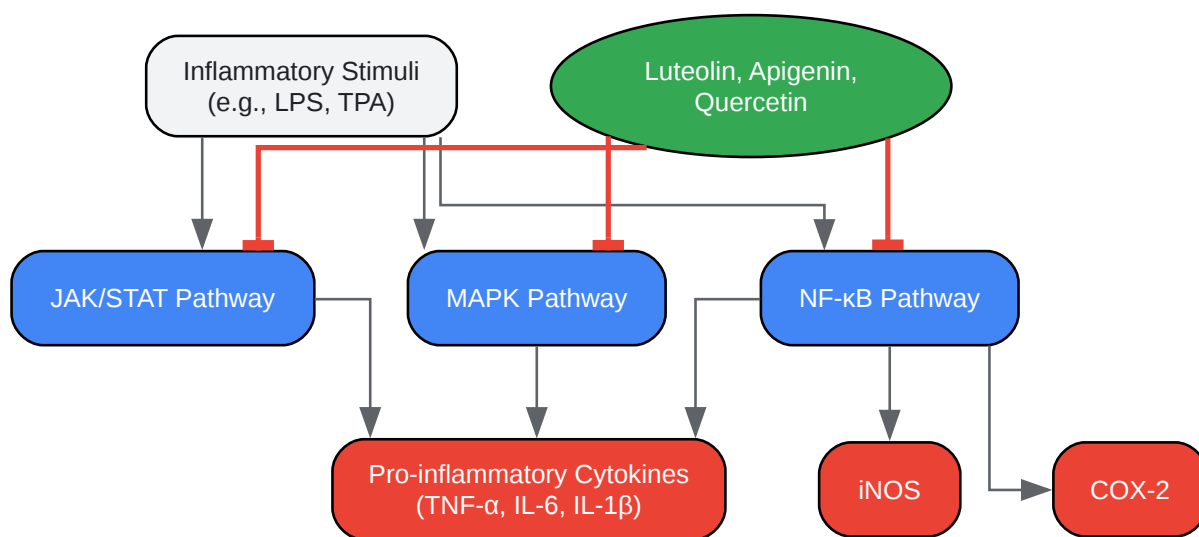 Inflammatory Stimuli
(e.g., LPS, TPA)
Luteolin, Apigenin,
Quercetin
JAK/STAT Pathway
MAPK Pathway
NF-κB Pathway
Pro-inflammatory Cytokines
(TNF-α, IL-6, IL-1β)
iNOS
COX-2